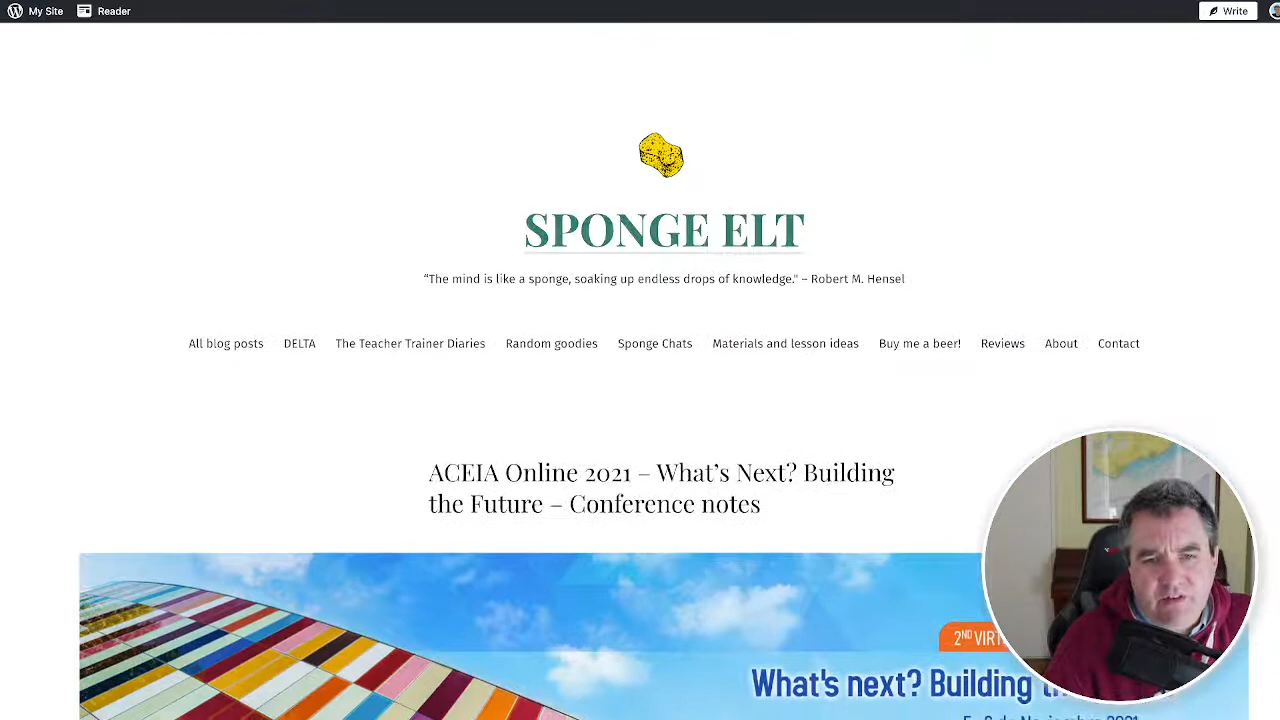 My Site Reader Write
SPONGE ELT
“The mind is like a sponge, soaking up endless drops of knowledge." – Robert M. Hensel
All blog posts DELTA The Teacher Trainer Diaries Random goodies Sponge Chats Materials and lesson ideas Buy me a beer! Reviews About Contact
ACEIA Online 2021 – What’s Next? Building
the Future – Conference notes
2ND
What's next? Building